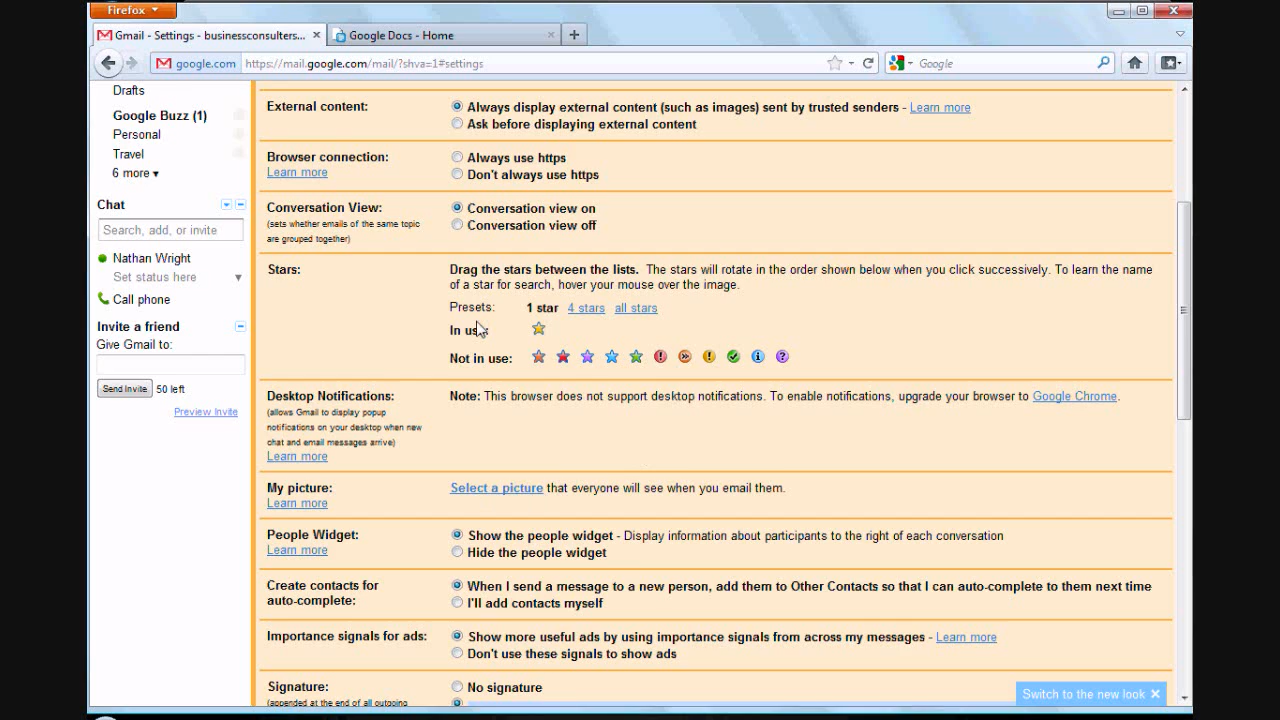 Firefox
Gmail - Settings - businessconsulters...
Google Docs - Home
google.com https://mail.google.com/mail/?shva=1#settings
Google
Drafts
Google Buzz (1)
Personal
Travel
6 more
Chat
Search, add, or invite
Nathan Wright
Set status here
Call phone
Invite a friend
Give Gmail to:
Send Invite 50 left
Preview Invite
External content:
Always display external content (such as images) sent by trusted senders - Learn more
Ask before displaying external content
Browser connection:
Learn more
Always use https
Don't always use https
Conversation View:
(sets whether emails of the same topic
are grouped together)
Conversation view on
Conversation view off
Stars:
Drag the stars between the lists. The stars will rotate in the order shown below when you click successively. To learn the name
of a star for search, hover your mouse over the image.
Presets: 1 star 4 stars all stars
In use:
Not in use:
Desktop Notifications:
(allows Gmail to display popup
notifications on your desktop when new
chat and email messages arrive)
Learn more
Note: This browser does not support desktop notifications. To enable notifications, upgrade your browser to Google Chrome.
My picture:
Learn more
Select a picture that everyone will see when you email them.
People Widget:
Learn more
Show the people widget - Display information about participants to the right of each conversation
Hide the people widget
Create contacts for
auto-complete:
When I send a message to a new person, add them to Other Contacts so that I can auto-complete to them next time
I'll add contacts myself
Importance signals for ads:
Show more useful ads by using importance signals from across my messages - Learn more
Don't use these signals to show ads
Signature:
(appended at the end of all outgoing
No signature
Switch to the new look